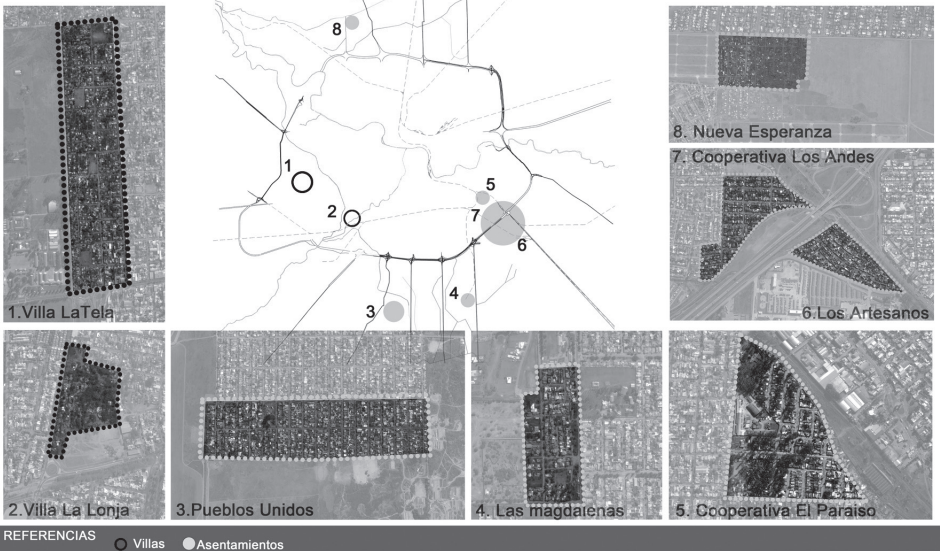 8
1
2
5
7
6
4
3
1.Villa LaTela
8. Nueva Esperanza
7. Cooperativa Los Andes
6.Los Artesanos
2.Villa La Lonja
3.Pueblos Unidos
4. Las magdalenas
5. Cooperativa El Paraiso
REFERENCIAS
Villas
Asentamientos